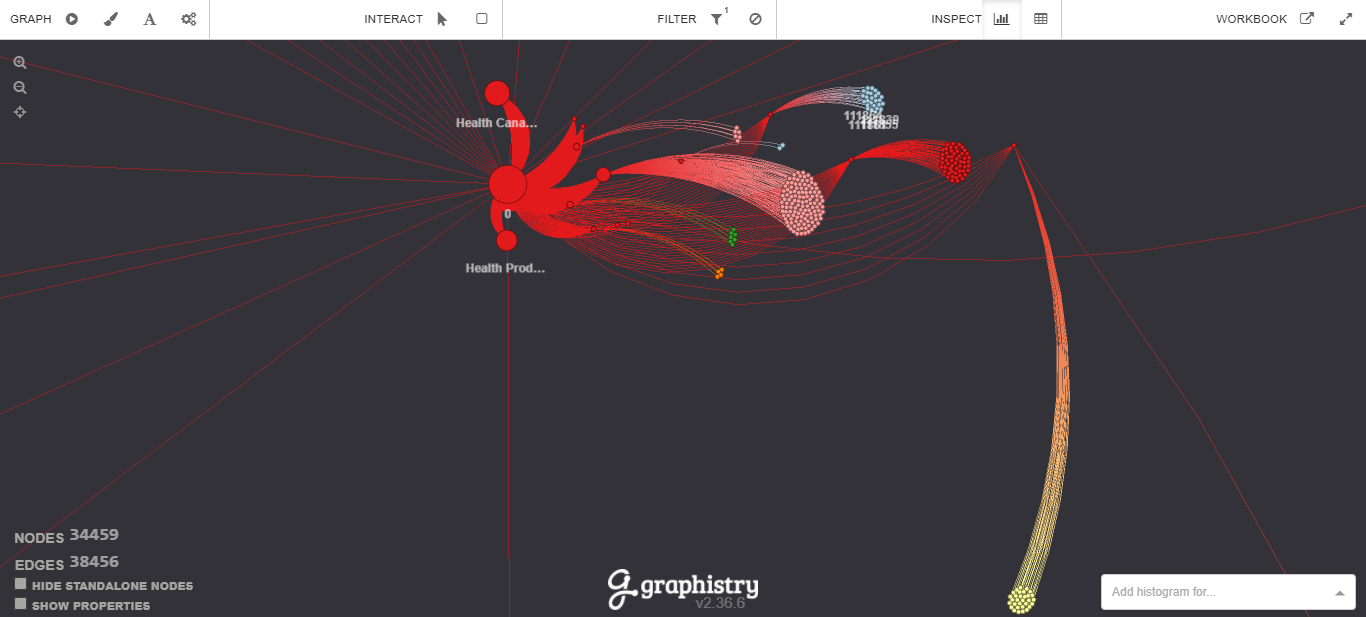 GRAPH A INTERACT FILTER 1 INSPECT WORKBOOK
Health Cana...
0
Health Prod...
NODES 34459
EDGES 38456
HIDE STANDALONE NODES
SHOW PROPERTIES
graphistry
v2.36.6
Add histogram for...